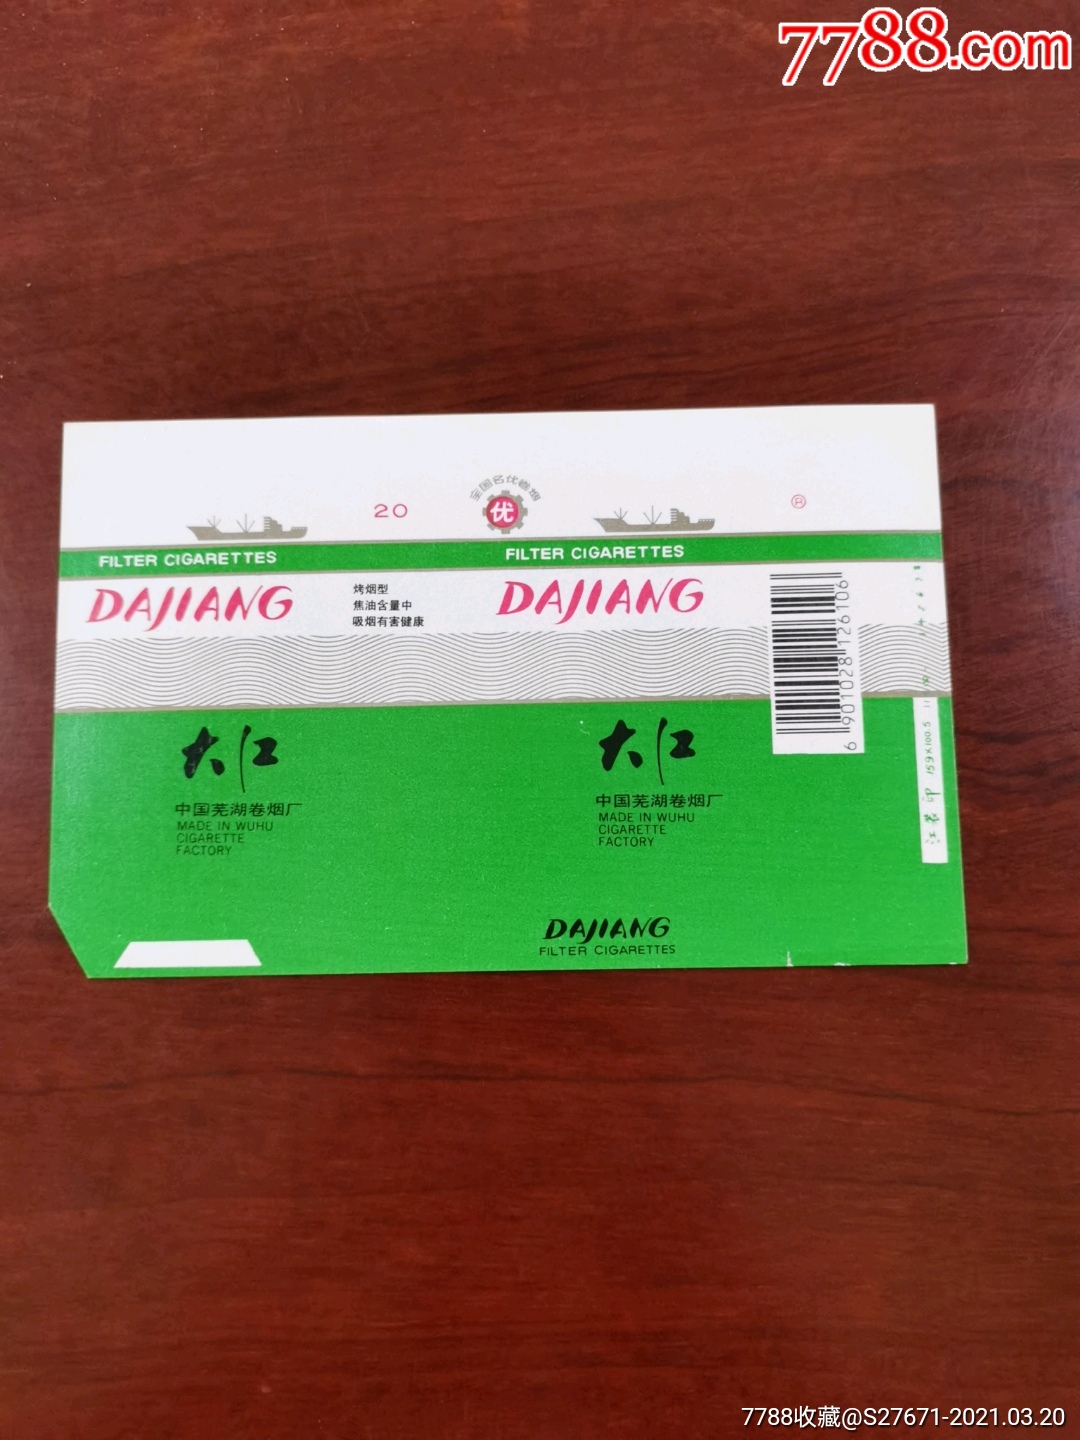 7788.com
全国名优卷烟
20
优
®
FILTER CIGARETTES
FILTER CIGARETTES
DAJIANG
烤烟型
焦油含量中
吸烟有害健康
DAJIANG
6 901028 126106
大江
中国芜湖卷烟厂
MADE IN WUHU
CIGARETTE
FACTORY
大江
中国芜湖卷烟厂
MADE IN WUHU
CIGARETTE
FACTORY
159×100.5
DAJIANG
FILTER CIGARETTES
7788收藏@S27671-2021.03.20